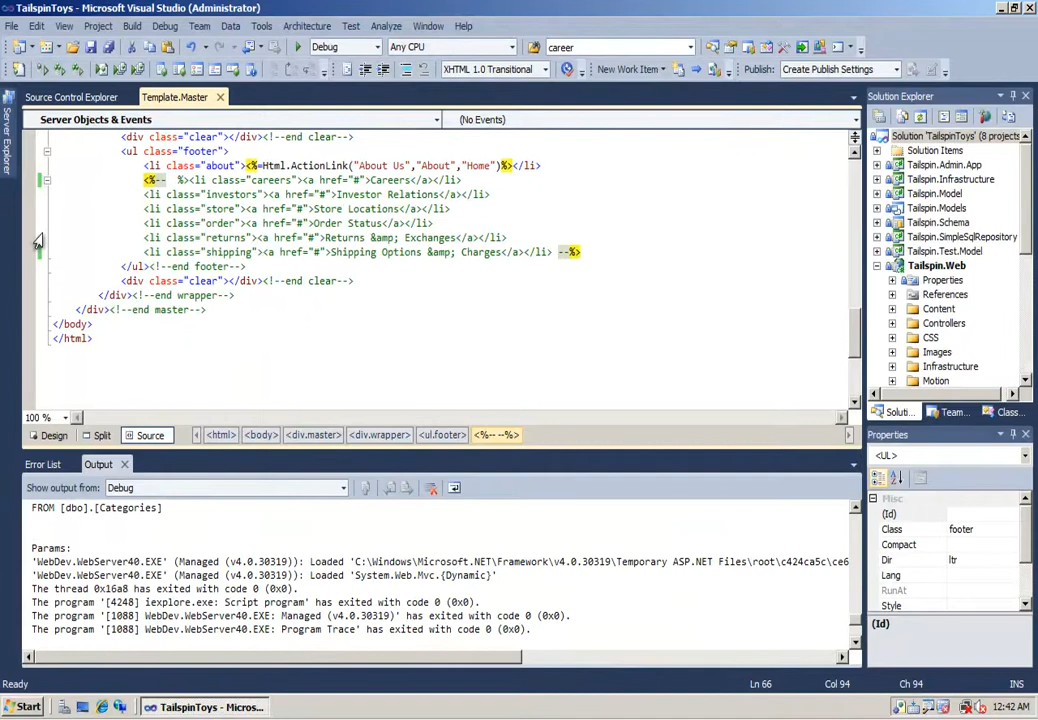 TailspinToys - Microsoft Visual Studio (Administrator)
File Edit View Project Build Debug Team Data Tools Architecture Test Analyze Window Help
Debug Any CPU career
XHTML 1.0 Transitional New Work Item Publish: Create Publish Settings
Server Explorer
Source Control Explorer Template.Master
Server Objects & Events (No Events)
<div class="clear"></div><!--end clear-->
<ul class="footer">
<li class="about"><%=Html.ActionLink("About Us","About","Home")%></li>
<%-- %><li class="careers"><a href="#">Careers</a></li>
<li class="investors"><a href="#">Investor Relations</a></li>
<li class="store"><a href="#">Store Locations</a></li>
<li class="order"><a href="#">Order Status</a></li>
<li class="returns"><a href="#">Returns &amp; Exchanges</a></li>
<li class="shipping"><a href="#">Shipping Options &amp; Charges</a></li> --%>
</ul><!--end footer-->
<div class="clear"></div><!--end clear-->
</div><!--end wrapper-->
</div><!--end master-->
</body>
</html>
100 %
Design Split Source <html> <body> <div.master> <div.wrapper> <ul.footer> <%-- --%>
Error List Output
Show output from: Debug
FROM [dbo].[Categories]
Params:
'WebDev.WebServer40.EXE' (Managed (v4.0.30319)): Loaded 'C:\Windows\Microsoft.NET\Framework\v4.0.30319\Temporary ASP.NET Files\root\c424ca5c\ce6
'WebDev.WebServer40.EXE' (Managed (v4.0.30319)): Loaded 'System.Web.Mvc.{Dynamic}'
The thread 0x16a8 has exited with code 0 (0x0).
The program '[4248] iexplore.exe: Script program' has exited with code 0 (0x0).
The program '[1088] WebDev.WebServer40.EXE: Managed (v4.0.30319)' has exited with code 0 (0x0).
The program '[1088] WebDev.WebServer40.EXE: Program Trace' has exited with code 0 (0x0).
Solution Explorer
Solution 'TailspinToys' (8 projects)
Solution Items
Tailspin.Admin.App
Tailspin.Infrastructure
Tailspin.Model
Tailspin.Models
Tailspin.Schema
Tailspin.SimpleSqlRepository
Tailspin.Test.Model
Tailspin.Web
Properties
References
Content
Controllers
CSS
Images
Infrastructure
Motion
Soluti... Team... Class...
Properties
<UL>
Misc
(Id)
Class footer
Compact
Dir ltr
Lang
RunAt
Style
(Id)
Ready Ln 66 Col 94 Ch 94 INS
Start TailspinToys - Micros... 12:42 AM